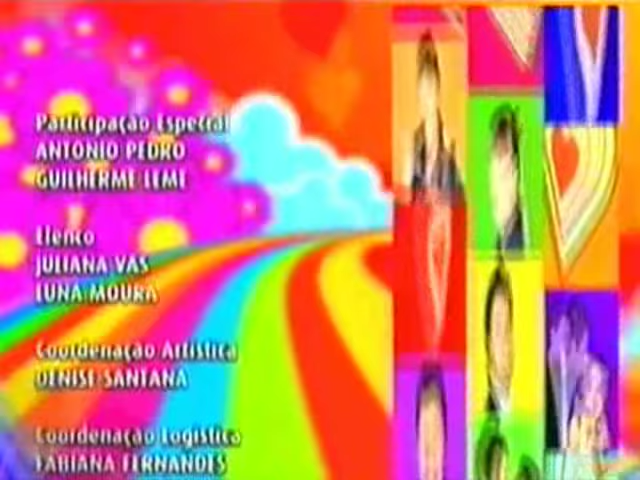 Participação Especial
ANTONIO PEDRO
GUILHERME LEME
Elenco
JULIANA VAS
LUNA MOURA
Coordenação Artística
DENISE SANTANA
Coordenação Logística
FABIANA FERNANDES